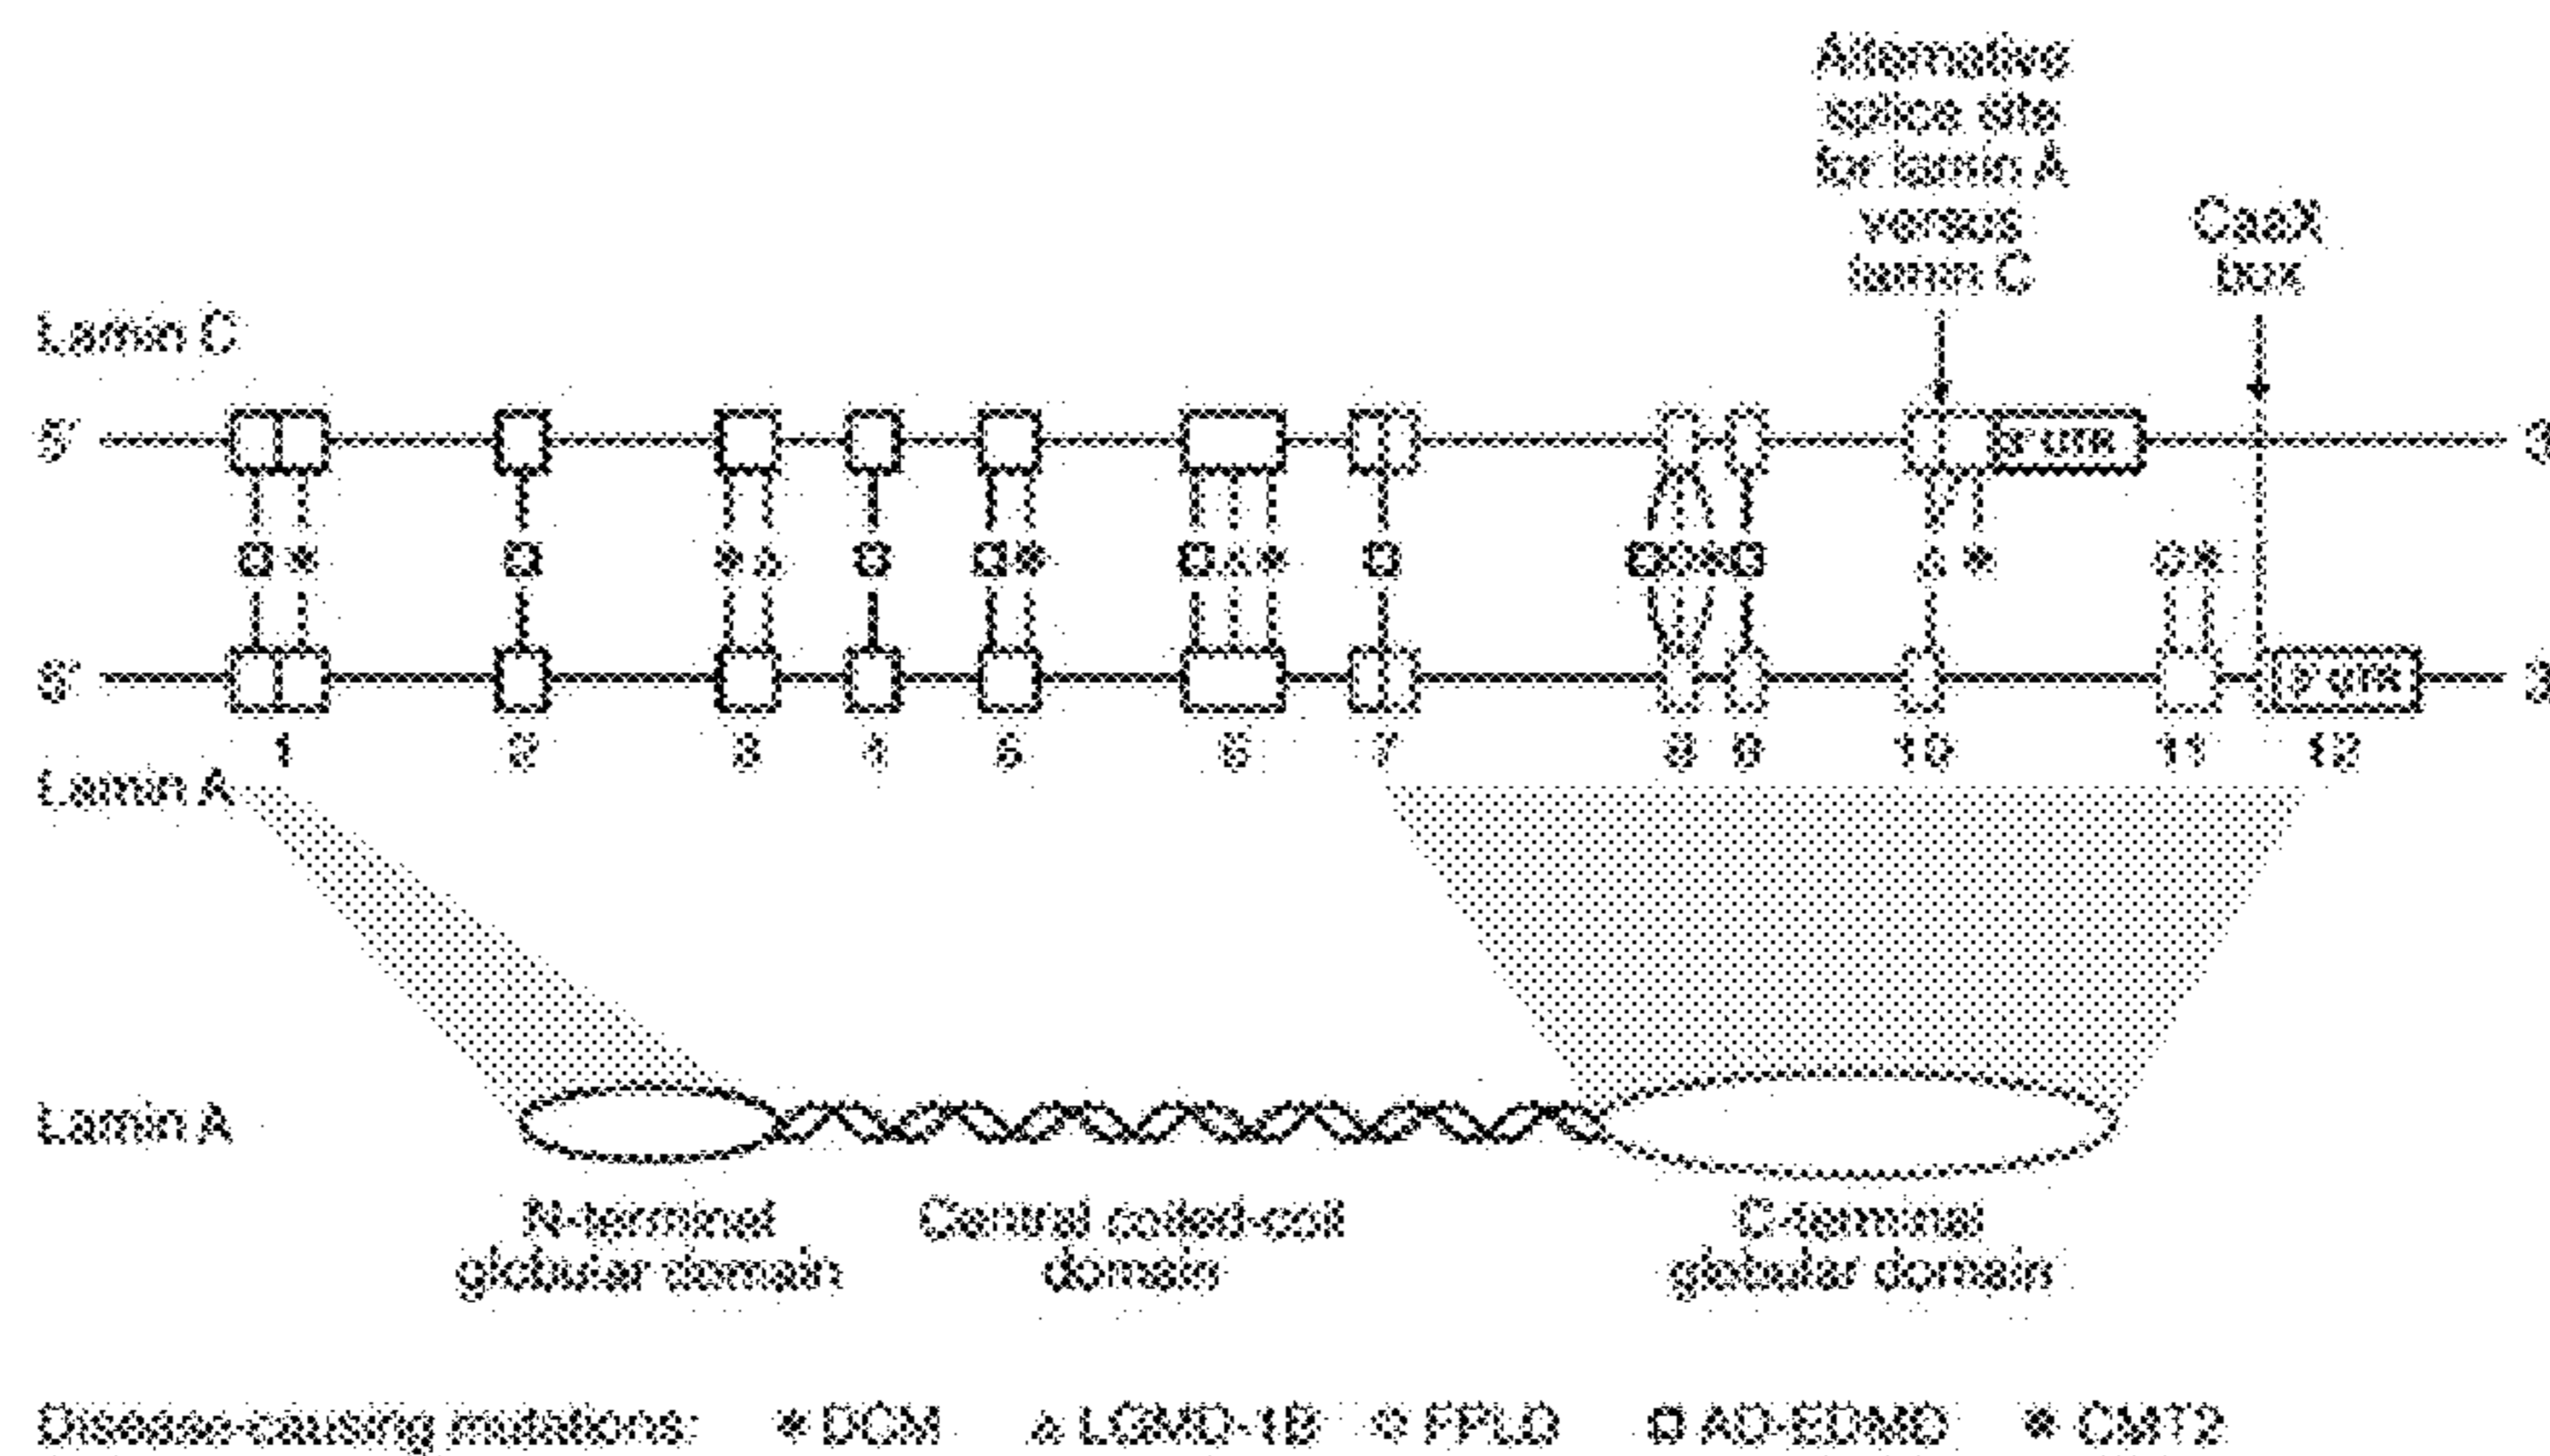 Alternative
splice site
for lamin A
versus
lamin C
CaaX
box
Lamin C
5′
3′ UTR
5′
3′ UTR
1 2 3 4 5 6 7 8 9 10 11 12
Lamin A
Lamin A
N-terminal
globular domain
Central coiled-coil
domain
C-terminal
globular domain
Disease-causing mutations: DCM LGMD-1B FPLD AD-EDMD CMT2